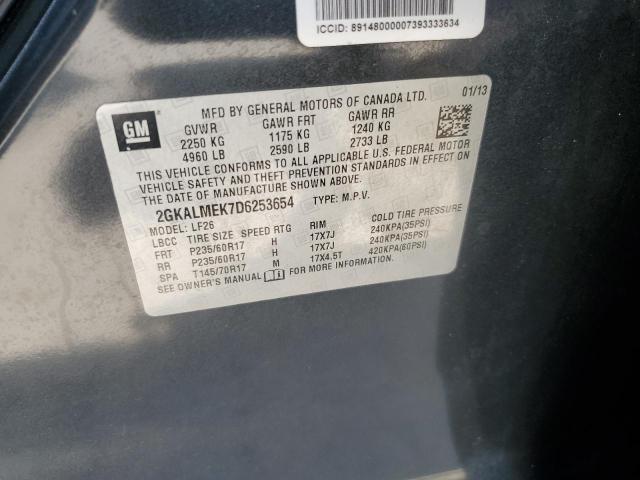 ICCID: 89148000007393333634
GM
MFD BY GENERAL MOTORS OF CANADA LTD. 01/13
GVWR GAWR FRT GAWR RR
2250 KG 1175 KG 1240 KG
4960 LB 2590 LB 2733 LB
THIS VEHICLE CONFORMS TO ALL APPLICABLE U.S. FEDERAL MOTOR
VEHICLE SAFETY AND THEFT PREVENTION STANDARDS IN EFFECT ON THE
DATE OF MANUFACTURE SHOWN ABOVE.
2GKALMEK7D6253654 TYPE: M.P.V.
MODEL: LF26
LBCC TIRE SIZE SPEED RTG RIM COLD TIRE PRESSURE
FRT P235/60R17 H 17X7J 240KPA(35PSI)
RR P235/60R17 H 17X7J 240KPA(35PSI)
SPA T145/70R17 M 17X4.5T 420KPA(60PSI)
SEE OWNER'S MANUAL FOR MORE INFORMATION.